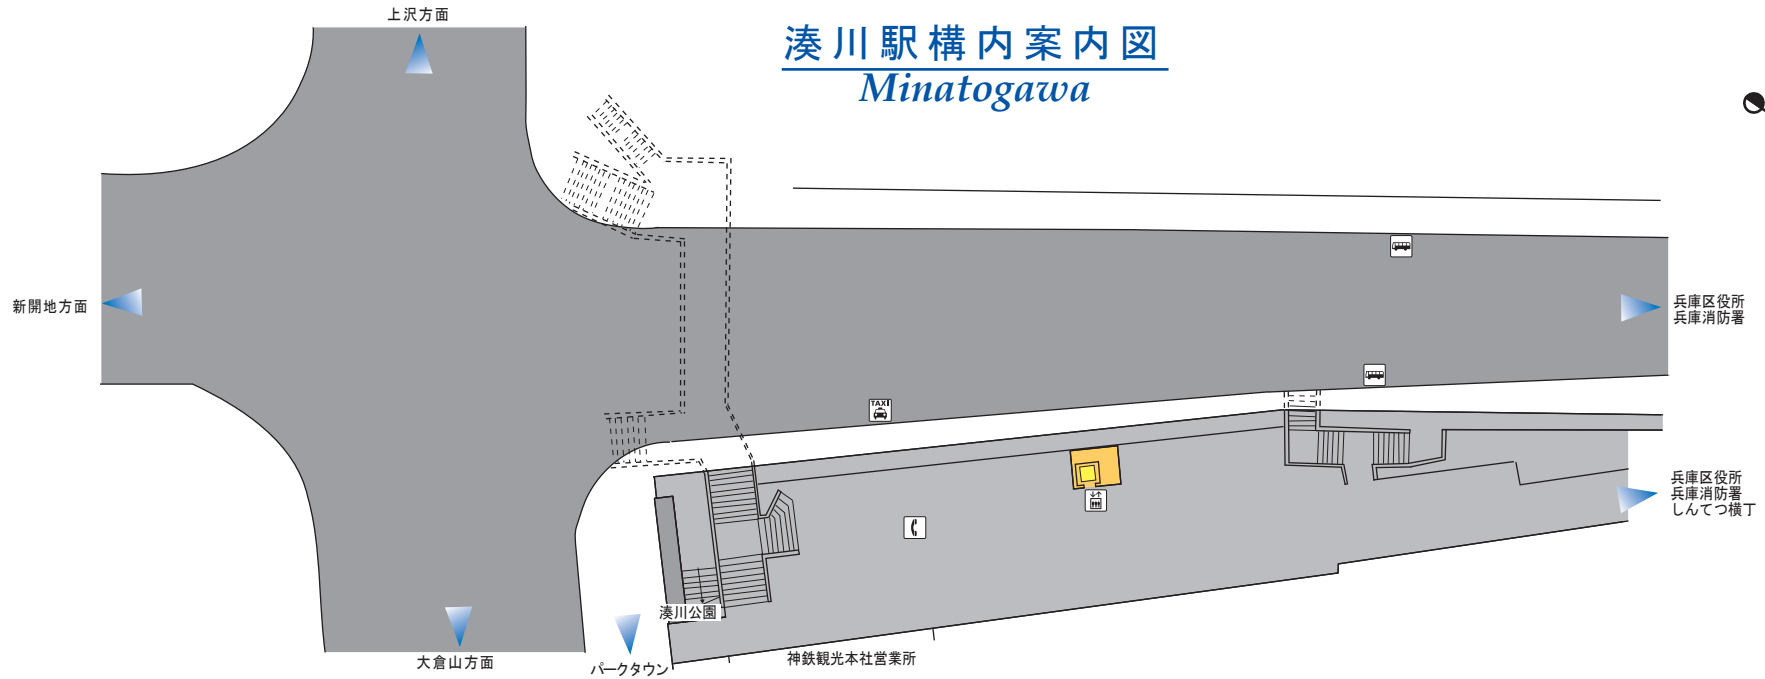 上沢方面
湊川駅構内案内図
Minatogawa
新開地方面
兵庫区役所
兵庫消防署
TAXI
兵庫区役所
兵庫消防署
しんてつ横丁
湊川公園
大倉山方面
パークタウン
神鉄観光本社営業所